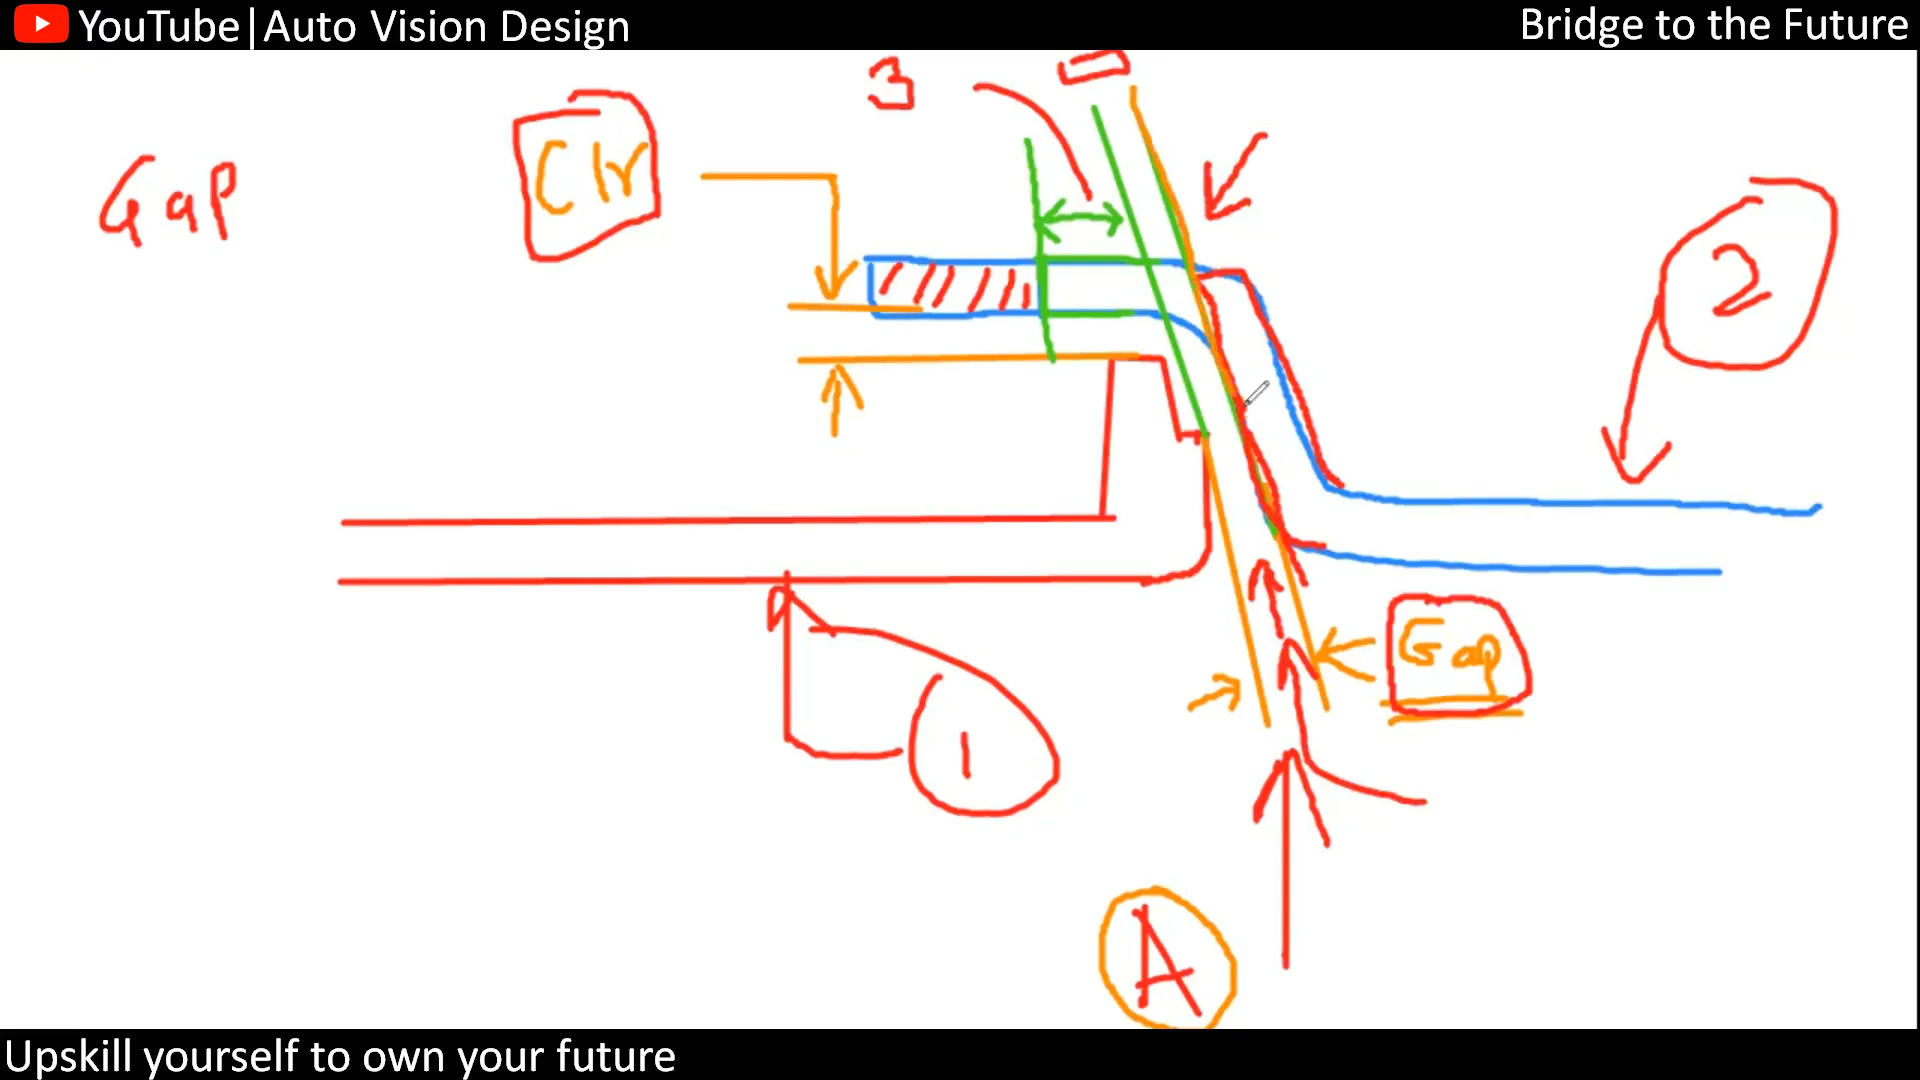 YouTube|Auto Vision Design
Bridge to the Future
3
Clr
Gap
2
Gap
1
A
Upskill yourself to own your future